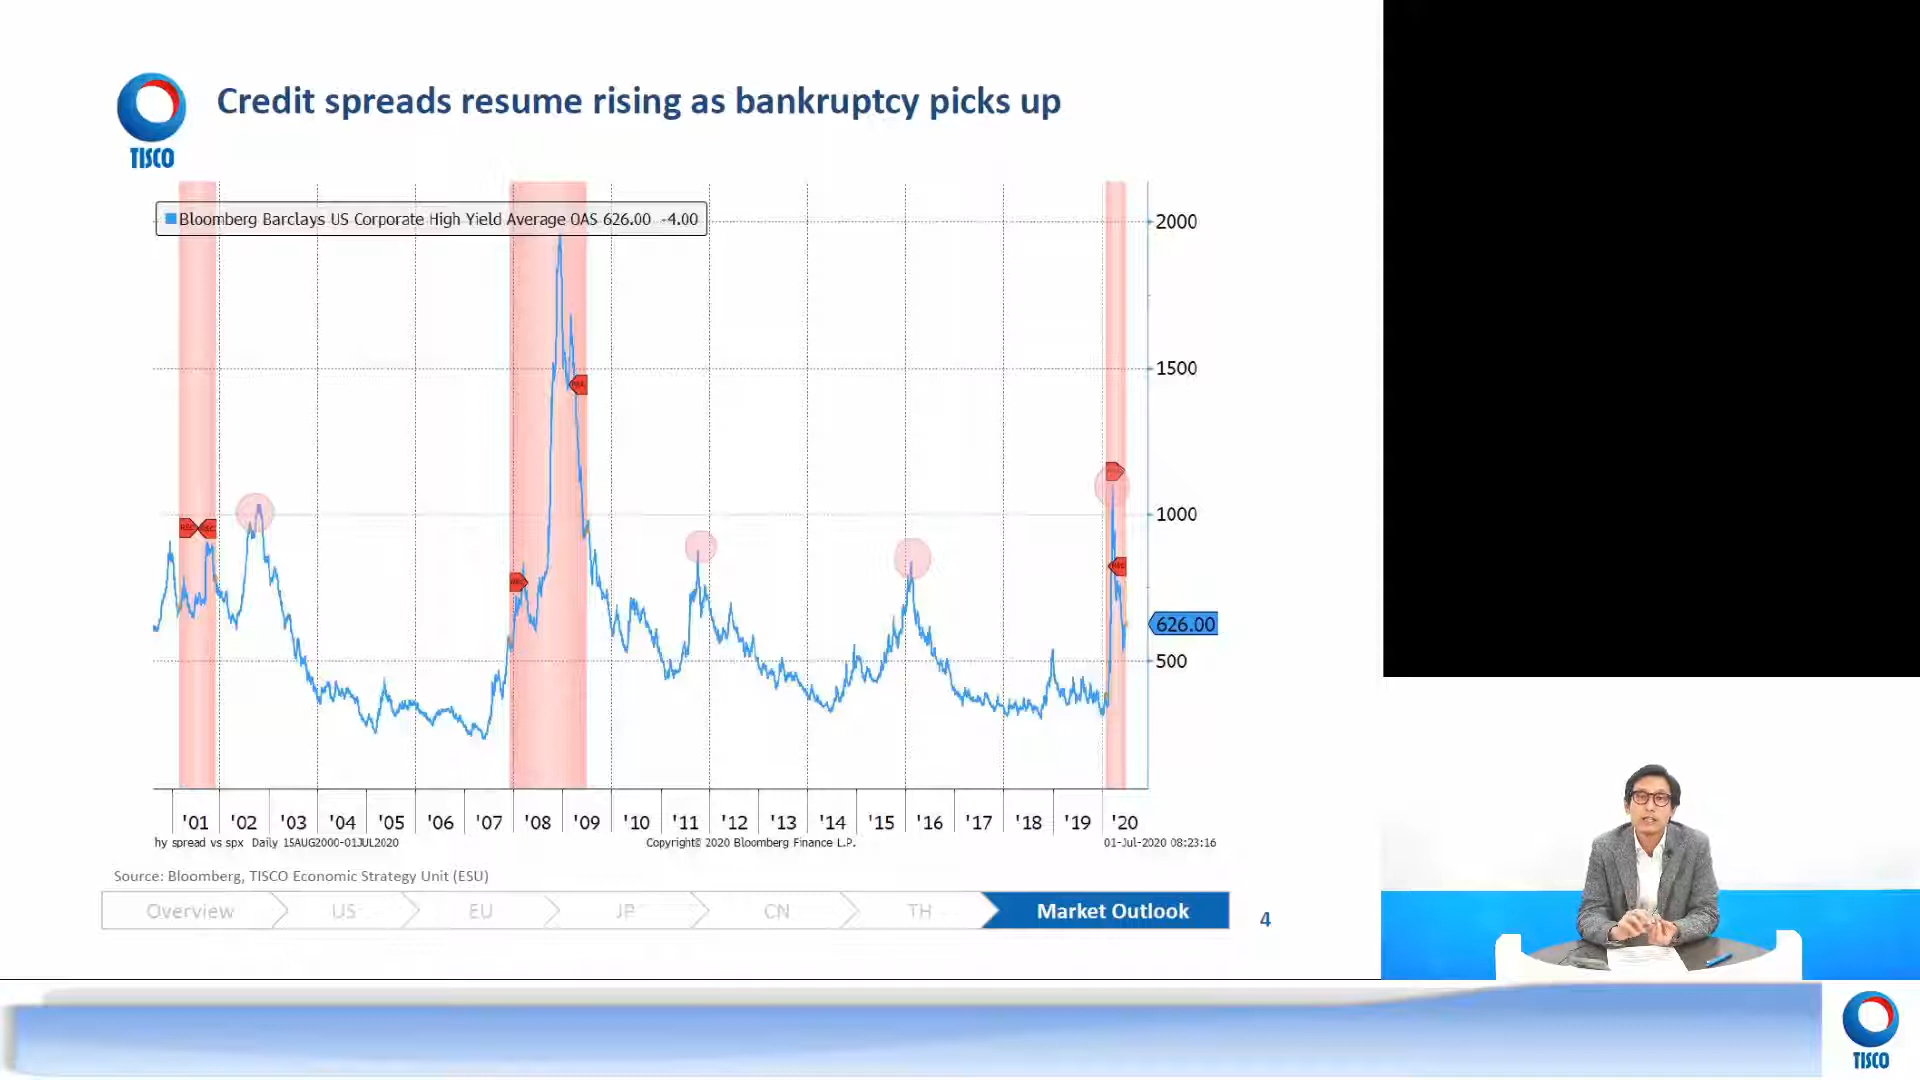 Credit spreads resume rising as bankruptcy picks up
TISCO
Bloomberg Barclays US Corporate High Yield Average OAS 626.00 -4.00
2000
1500
1000
626.00
500
'01 '02 '03 '04 '05 '06 '07 '08 '09 '10 '11 '12 '13 '14 '15 '16 '17 '18 '19 '20
hy spread vs spx Daily 15AUG2000-01JUL2020 Copyright© 2020 Bloomberg Finance L.P. 01-Jul-2020 08:23:16
Source: Bloomberg, TISCO Economic Strategy Unit (ESU)
Overview US EU JP CN TH Market Outlook 4
TISCO